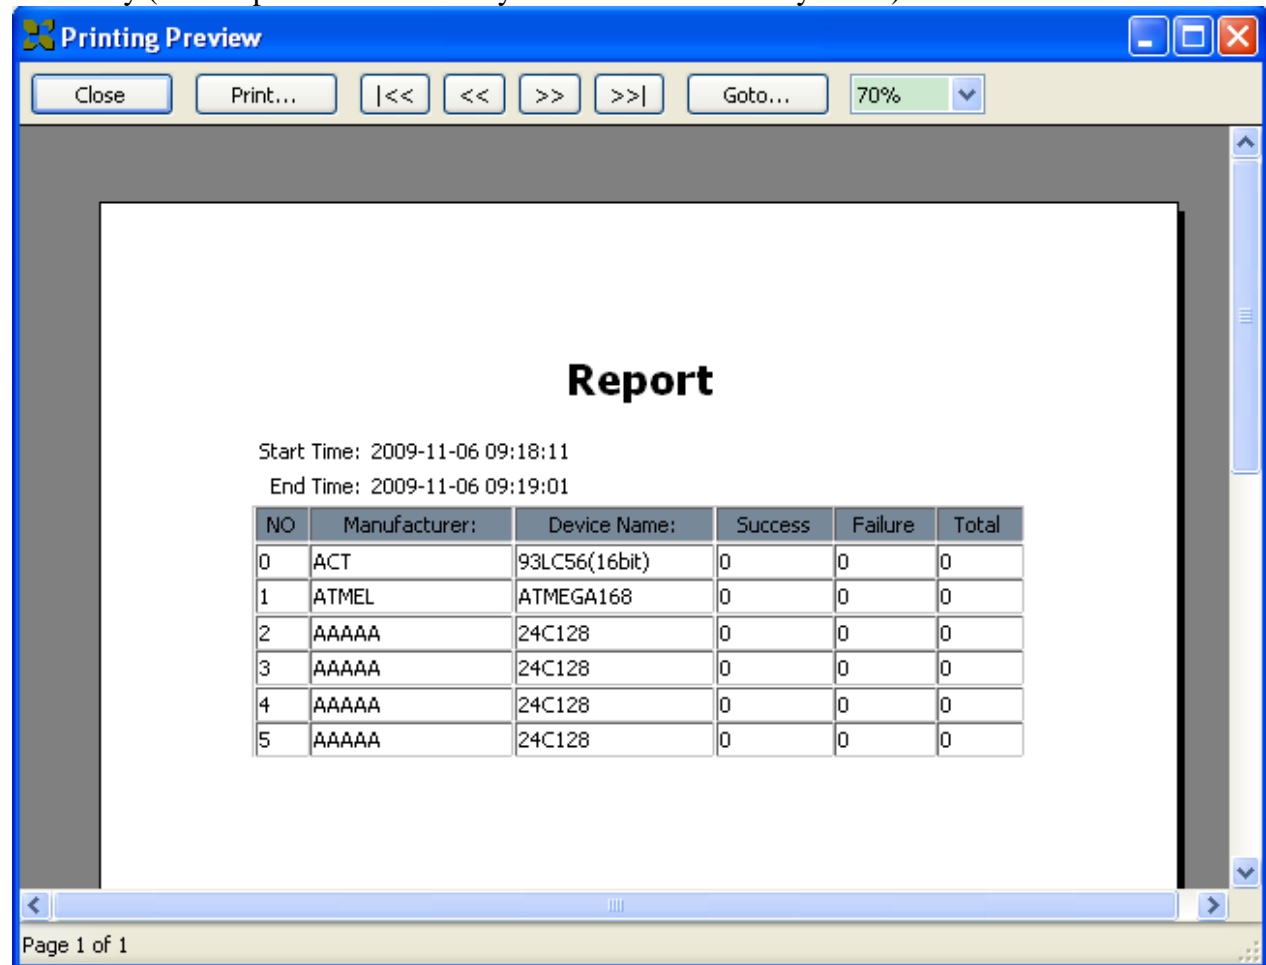 Printing Preview
Close Print... |<< << >> >>| Goto... 70%
Report
Start Time: 2009-11-06 09:18:11
End Time: 2009-11-06 09:19:01
NO Manufacturer: Device Name: Success Failure Total
0 ACT 93LC56(16bit) 0 0 0
1 ATMEL ATMEGA168 0 0 0
2 AAAAA 24C128 0 0 0
3 AAAAA 24C128 0 0 0
4 AAAAA 24C128 0 0 0
5 AAAAA 24C128 0 0 0
Page 1 of 1